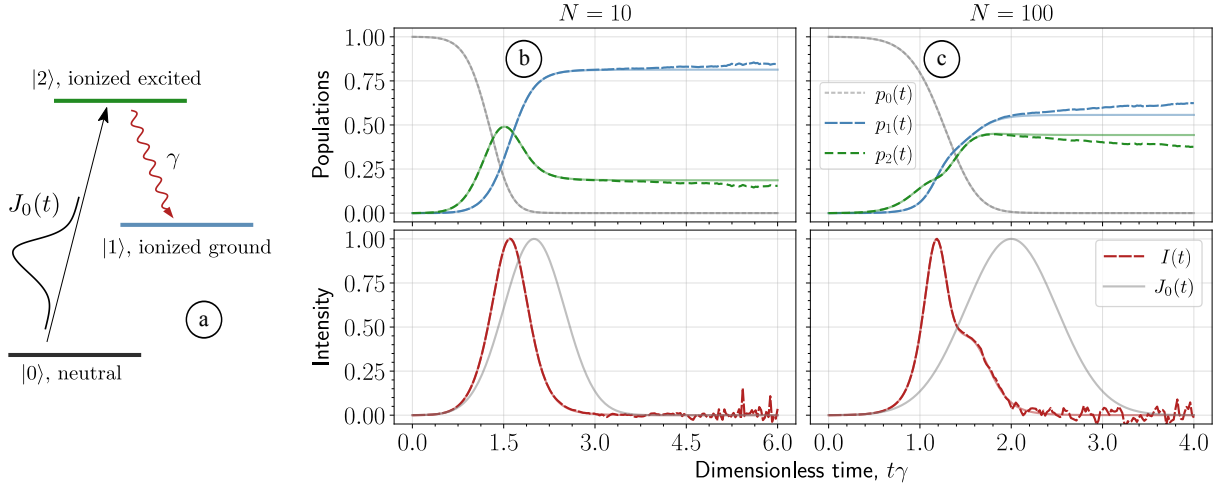 |2⟩, ionized excited
γ
J₀(t)
|1⟩, ionized ground
a
|0⟩, neutral
N = 10
N = 100
b
c
Populations
1.00
0.75
0.50
0.25
0.00
1.00
0.75
0.50
0.25
0.00
p₀(t)
p₁(t)
p₂(t)
Intensity
I(t)
J₀(t)
0.0 1.5 3.0 4.5 6.0
0.0 1.0 2.0 3.0 4.0
Dimensionless time, tγ